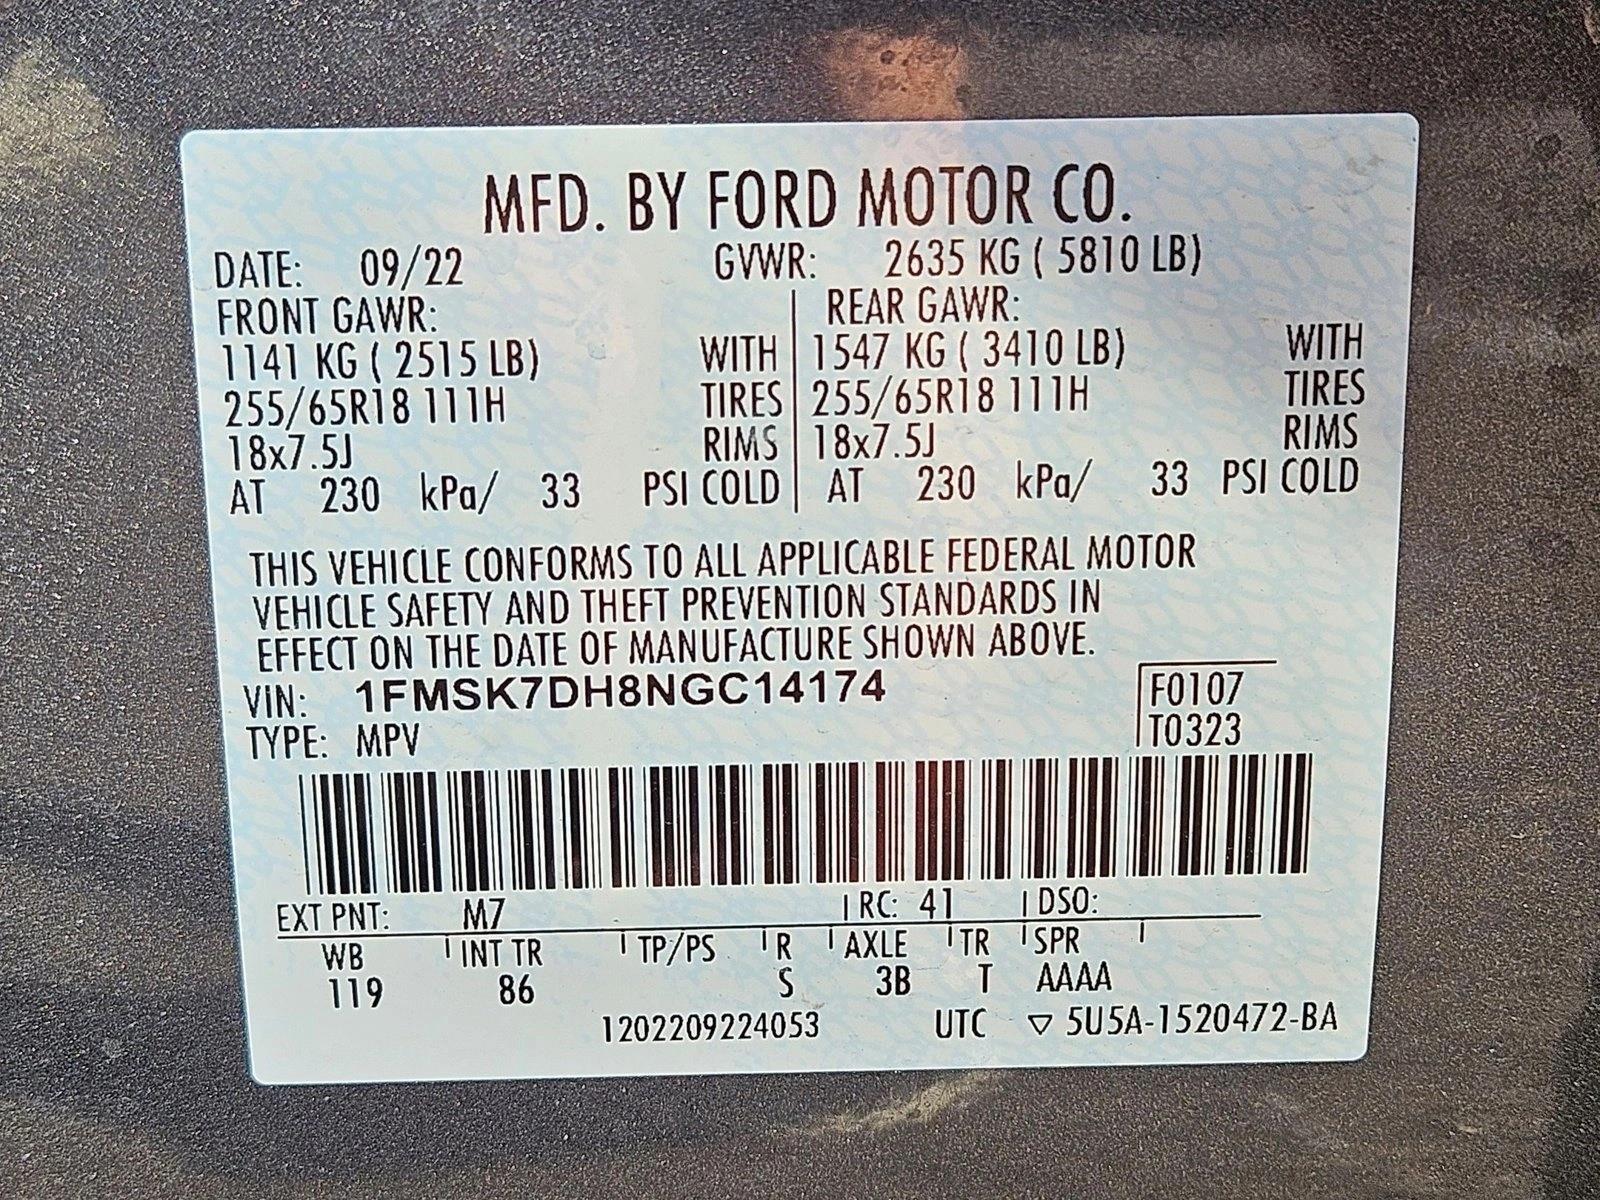 MFD. BY FORD MOTOR CO.
DATE: 09/22 GVWR: 2635 KG ( 5810 LB)
FRONT GAWR: REAR GAWR:
1141 KG ( 2515 LB) WITH 1547 KG ( 3410 LB) WITH
255/65R18 111H TIRES 255/65R18 111H TIRES
18x7.5J RIMS 18x7.5J RIMS
AT 230 kPa/ 33 PSI COLD AT 230 kPa/ 33 PSI COLD
THIS VEHICLE CONFORMS TO ALL APPLICABLE FEDERAL MOTOR
VEHICLE SAFETY AND THEFT PREVENTION STANDARDS IN
EFFECT ON THE DATE OF MANUFACTURE SHOWN ABOVE.
VIN: 1FMSK7DH8NGC14174 F0107
TYPE: MPV T0323
EXT PNT: M7 RC: 41 DSO:
WB INT TR TP/PS R AXLE TR SPR
119 86 S 3B T AAAA
1202209224053 UTC ▽ 5U5A-1520472-BA